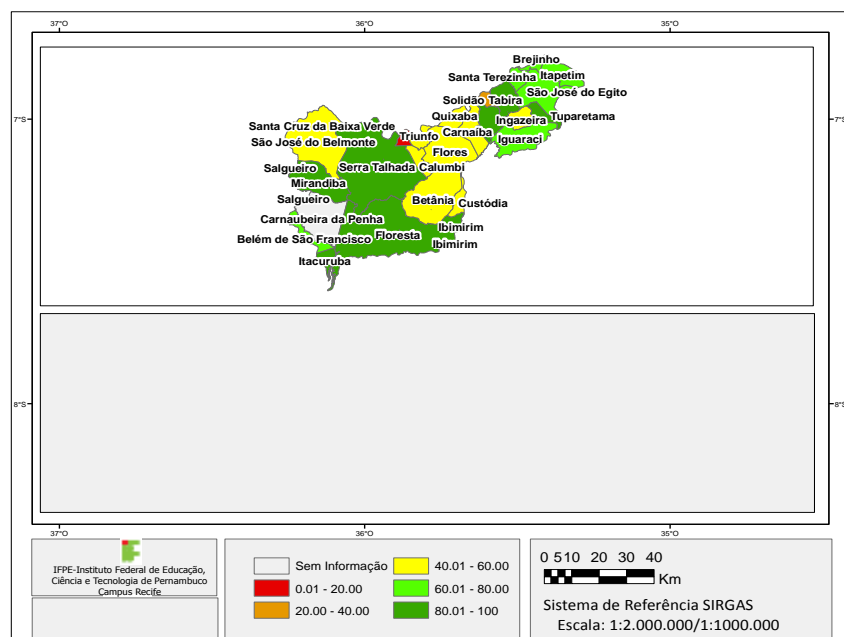 37°O
36°O
35°O
Brejinho
Santa Terezinha
Itapetim
São José do Egito
Solidão
Tabira
7°S
7°S
Quixaba
Ingazeira
Tuparetama
Santa Cruz da Baixa Verde
Triunfo
Carnaiba
Iguaraci
São José do Belmonte
Flores
Salgueiro
Serra Talhada
Calumbi
Mirandiba
Salgueiro
Betânia
Custódia
Carnaubeira da Penha
Ibimirim
Belém de São Francisco
Floresta
Ibimirim
Itacuruba
8°S
8°S
37°O
36°O
35°O
IFPE-Instituto Federal de Educação,
Ciência e Tecnologia de Pernambuco
Campus Recife
Sem Informação
0.01 - 20.00
20.00 - 40.00
40.01 - 60.00
60.01 - 80.00
80.01 - 100
0 5 10 20 30 40
Km
Sistema de Referência SIRGAS
Escala: 1:2.000.000/1:1000.000